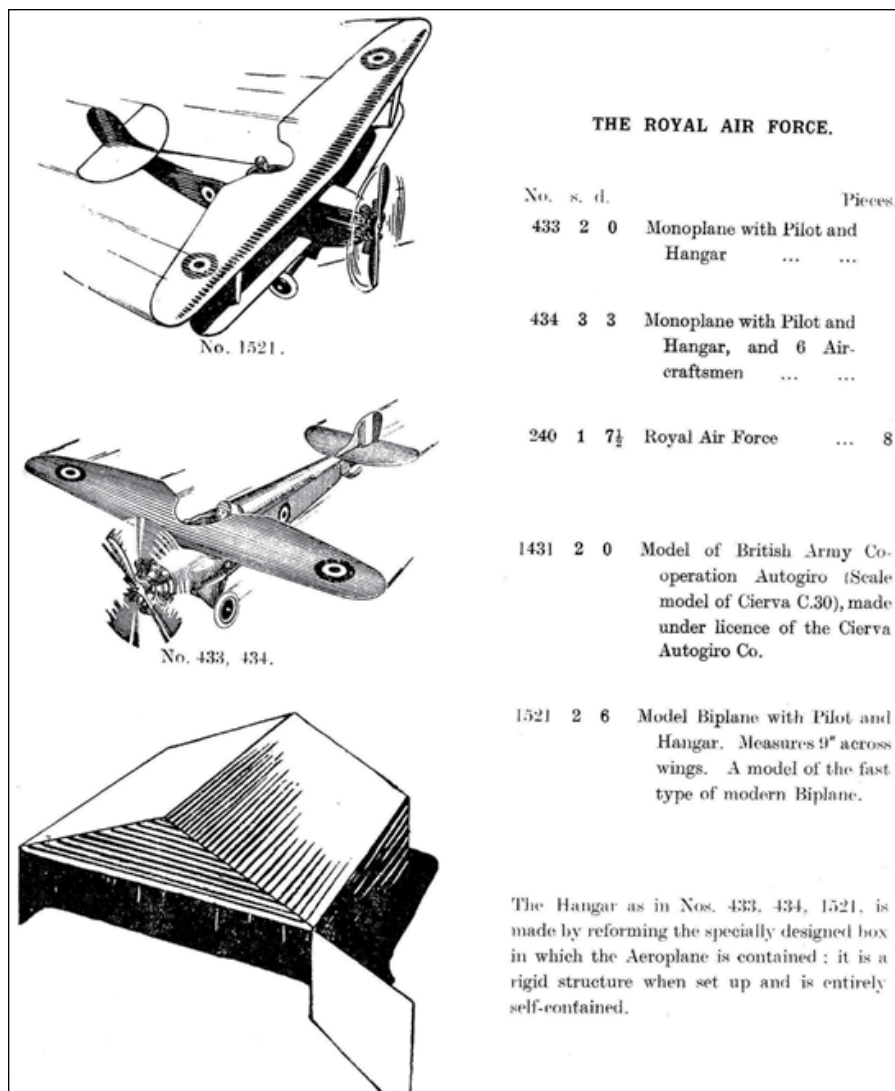 No. 1521.
No. 433, 434.
THE ROYAL AIR FORCE.
No. s. d. Pieces.
433 2 0 Monoplane with Pilot and
Hangar ... ...
434 3 3 Monoplane with Pilot and
Hangar, and 6 Air-
craftsmen ... ...
240 1 7½ Royal Air Force ... 8
1431 2 0 Model of British Army Co-
operation Autogiro (Scale
model of Cierva C.30), made
under licence of the Cierva
Autogiro Co.
1521 2 6 Model Biplane with Pilot and
Hangar. Measures 9" across
wings. A model of the fast
type of modern Biplane.
The Hangar as in Nos. 433, 434, 1521, is
made by reforming the specially designed box
in which the Aeroplane is contained ; it is a
rigid structure when set up and is entirely
self-contained.